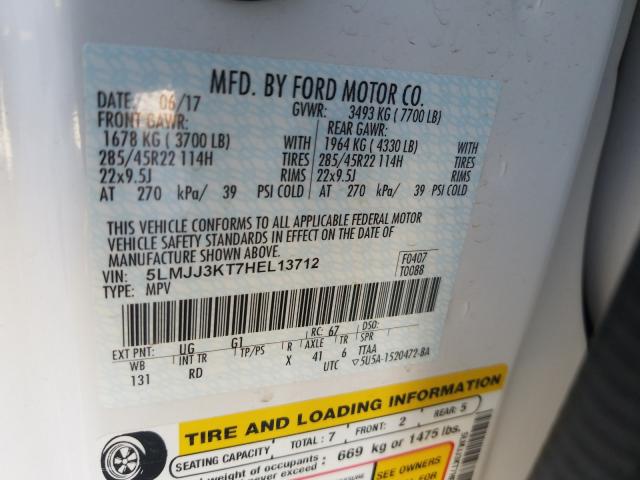 MFD. BY FORD MOTOR CO.
DATE: 06/17 GVWR: 3493 KG (7700 LB)
FRONT GAWR: REAR GAWR:
1678 KG (3700 LB) WITH 1964 KG (4330 LB) WITH
285/45R22 114H TIRES 285/45R22 114H TIRES
22x9.5J RIMS 22x9.5J RIMS
AT 270 kPa/ 39 PSI COLD AT 270 kPa/ 39 PSI COLD
THIS VEHICLE CONFORMS TO ALL APPLICABLE FEDERAL MOTOR
VEHICLE SAFETY STANDARDS IN EFFECT ON THE DATE OF
MANUFACTURE SHOWN ABOVE.
VIN: 5LMJJ3KT7HEL13712 F0407
TYPE: MPV T0088
EXT PNT: UG G1 RC: 67 DSO:
WB INT TR TP/PS R AXLE TR SPR
131 RD X 41 6 TTAA
UTC 5U5A-1520472-BA
TIRE AND LOADING INFORMATION
SEATING CAPACITY TOTAL: 7 FRONT: 2 REAR: 5
weight of occupants 669 kg or 1475 lbs.
never exceed:
SEE OWNERS